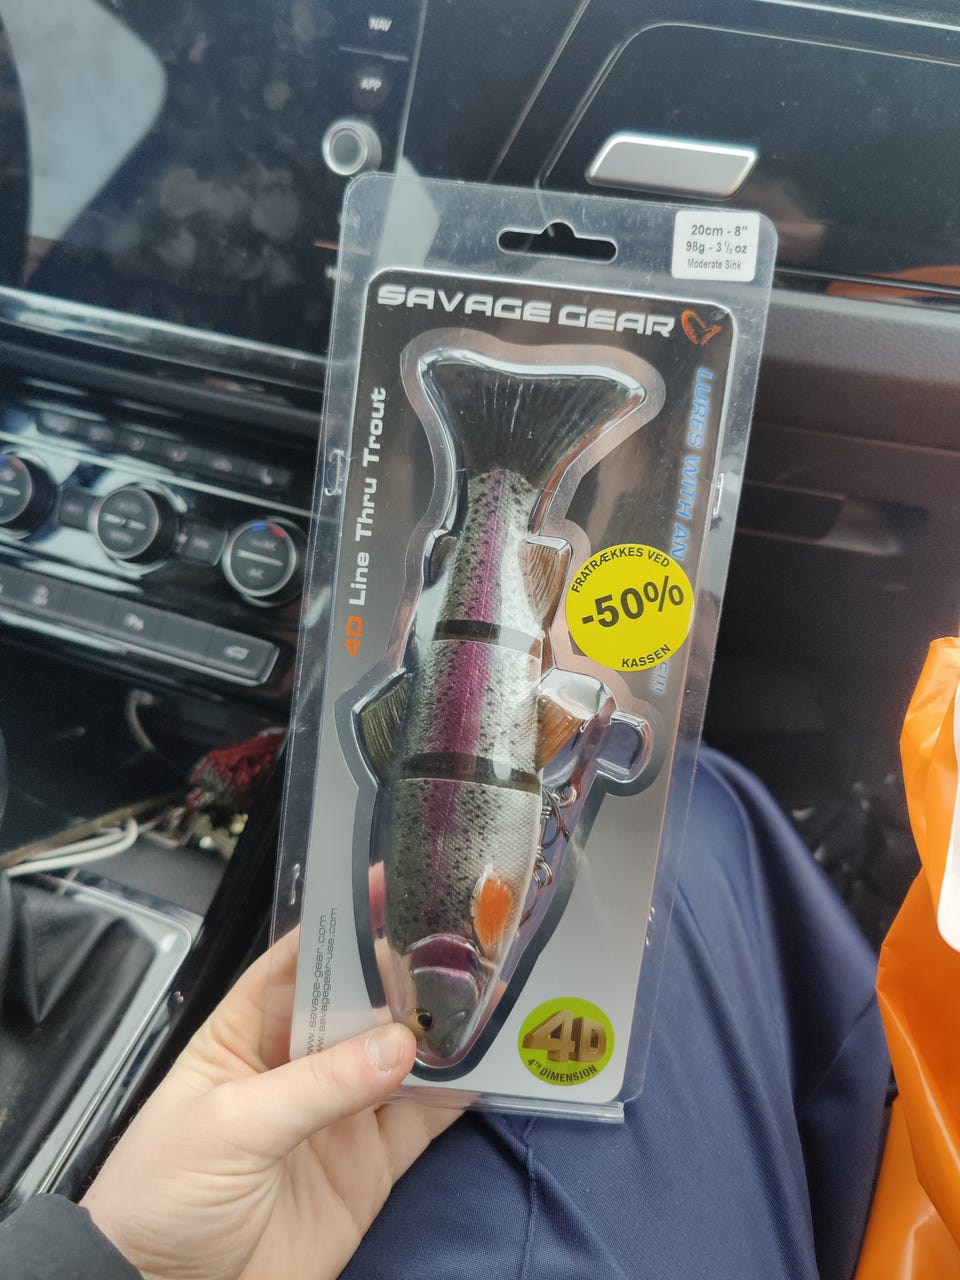 NAV
APP
20cm - 8"
98g - 3 ½ oz
Moderate Sink
SAVAGE GEAR
4D Line Thru Trout
LURES WITH AN
E!!!
FRATRÆKKES VED
-50%
KASSEN
www.savage-gear.com
www.savagegear-usa.com
4D
4TH DIMENSION
A/C